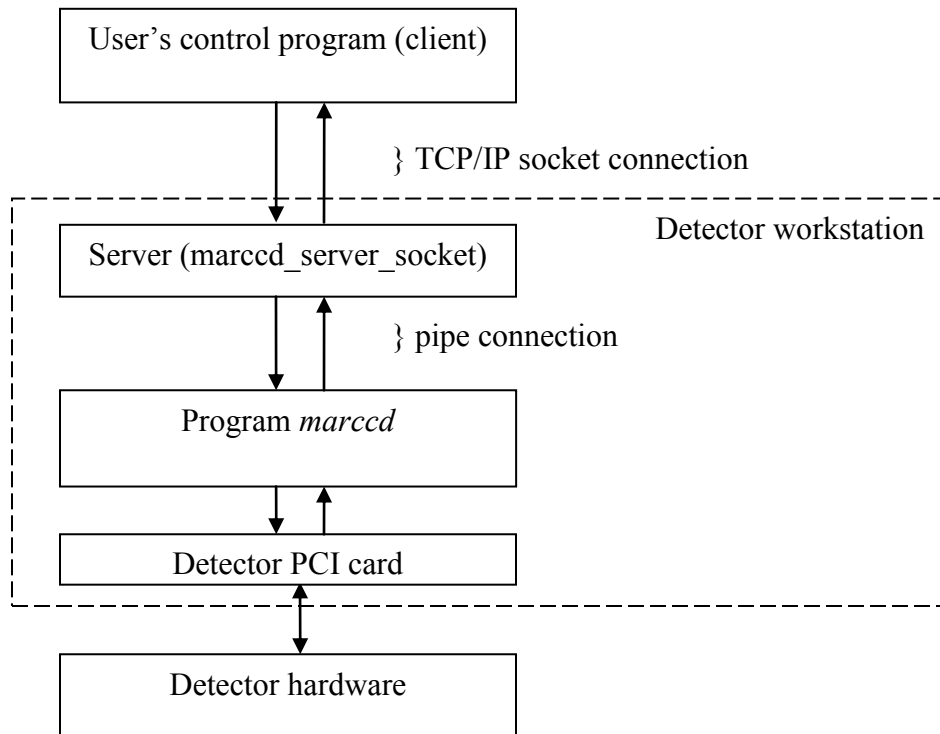 User’s control program (client)
} TCP/IP socket connection
Detector workstation
Server (marccd_server_socket)
} pipe connection
Program marccd
Detector PCI card
Detector hardware